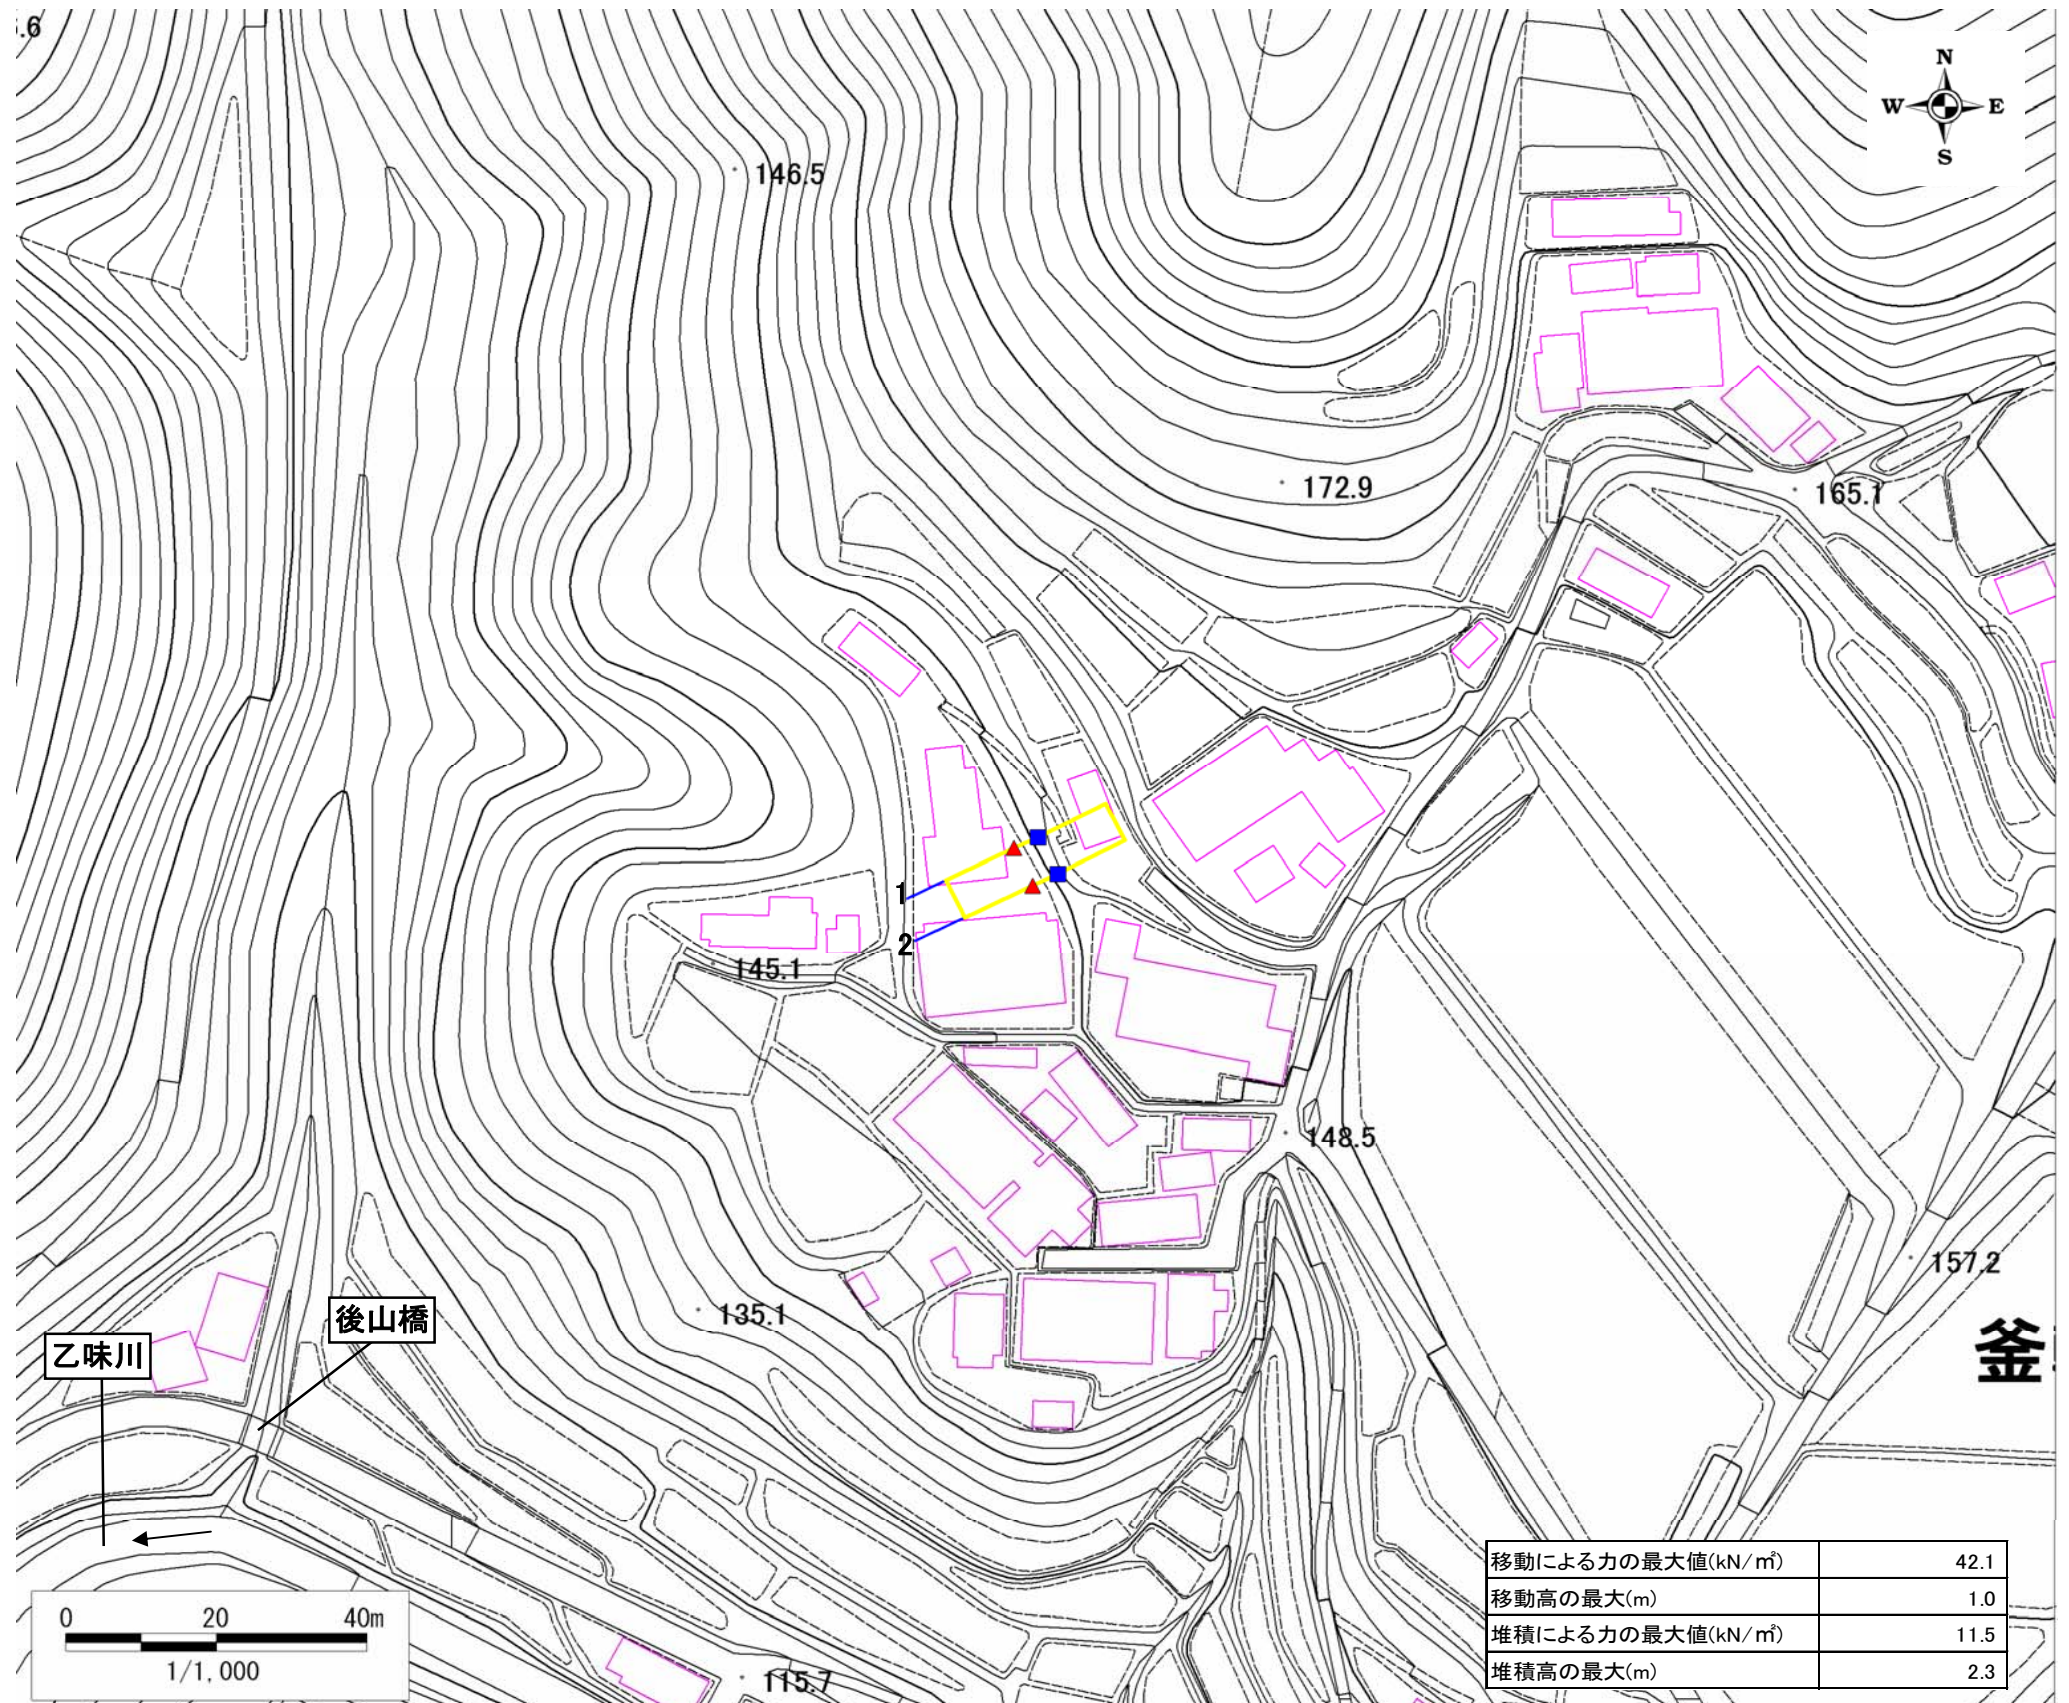 .6
N
W E
S
146.5
172.9
165.1
1
2
145.1
148.5
157.2
135.1
後山橋
乙味川
釜
0 20 40m
1/1,000
115.7
移動による力の最大値(kN/㎡) 42.1
移動高の最大(m) 1.0
堆積による力の最大値(kN/㎡) 11.5
堆積高の最大(m) 2.3